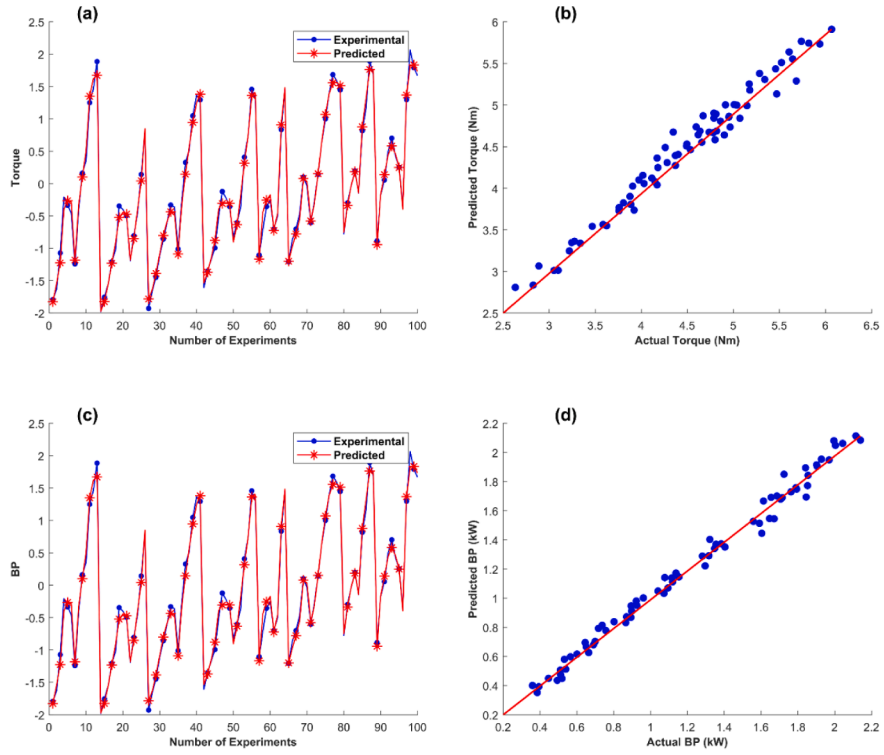 (a)
2.5
2
1.5
1
0.5
0
-0.5
-1
-1.5
-2
Torque
0 10 20 30 40 50 60 70 80 90 100
Number of Experiments
Experimental
Predicted
(b)
6
5.5
5
4.5
4
3.5
3
2.5
Predicted Torque (Nm)
2.5 3 3.5 4 4.5 5 5.5 6 6.5
Actual Torque (Nm)
(c)
2.5
2
1.5
1
0.5
0
-0.5
-1
-1.5
-2
BP
0 10 20 30 40 50 60 70 80 90 100
Number of Experiments
Experimental
Predicted
(d)
2.2
2
1.8
1.6
1.4
1.2
1
0.8
0.6
0.4
0.2
Predicted BP (kW)
0.2 0.4 0.6 0.8 1 1.2 1.4 1.6 1.8 2 2.2
Actual BP (kW)